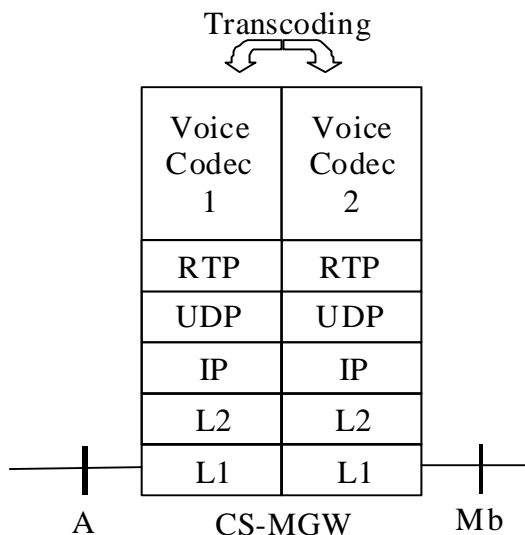 Transcoding
Voice Codec 1
Voice Codec 2
RTP RTP
UDP UDP
IP IP
L2 L2
L1 L1
A CS-MGW Mb